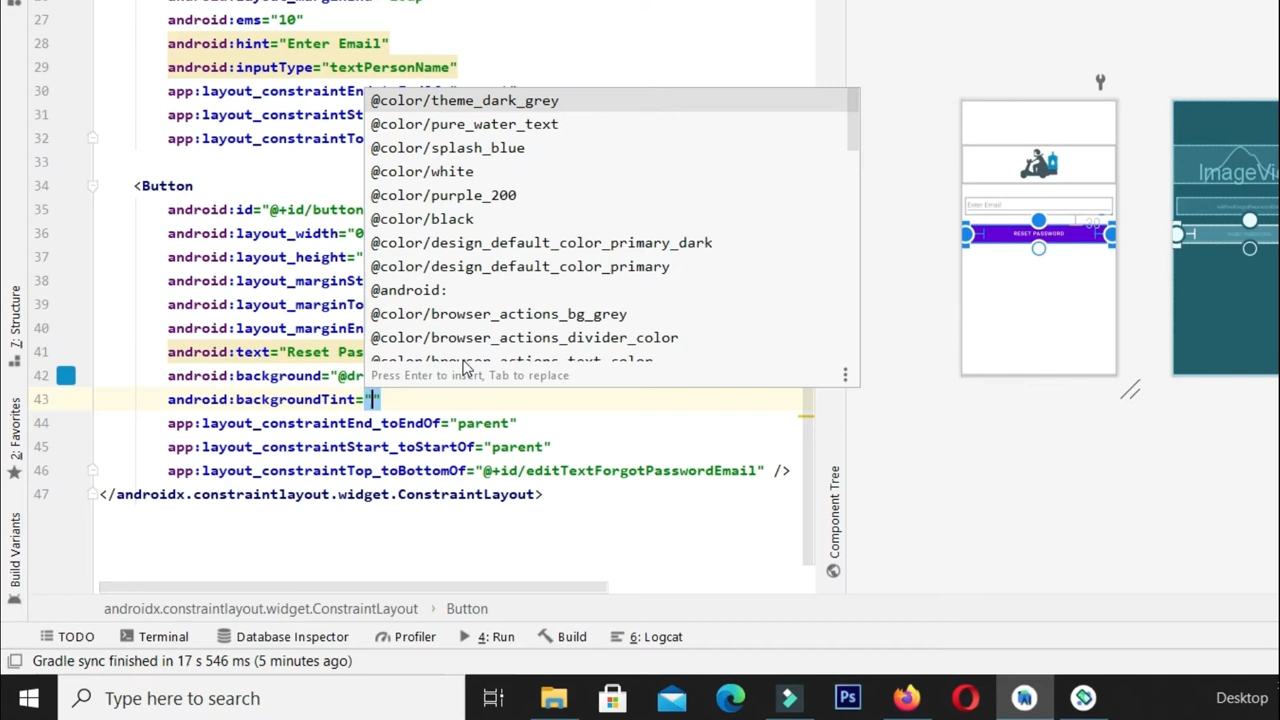 27 android:ems="10"
28 android:hint="Enter Email"
29 android:inputType="textPersonName"
30 app:layout_constraintEn
31 app:layout_constraintSt
32 app:layout_constraintTo
33
34 <Button
35 android:id="@+id/button
36 android:layout_width="0
37 android:layout_height="
38 android:layout_marginSt
39 android:layout_marginTo
40 android:layout_marginEn
41 android:text="Reset Pas
42 android:background="@dr
43 android:backgroundTint=""
44 app:layout_constraintEnd_toEndOf="parent"
45 app:layout_constraintStart_toStartOf="parent"
46 app:layout_constraintTop_toBottomOf="@+id/editTextForgotPasswordEmail" />
47 </androidx.constraintlayout.widget.ConstraintLayout>
@color/theme_dark_grey
@color/pure_water_text
@color/splash_blue
@color/white
@color/purple_200
@color/black
@color/design_default_color_primary_dark
@color/design_default_color_primary
@android:
@color/browser_actions_bg_grey
@color/browser_actions_divider_color
@color/browser_actions_text_color
Press Enter to insert, Tab to replace
Enter Email
30
RESET PASSWORD
ImageVi
7: Structure
2: Favorites
Build Variants
Component Tree
androidx.constraintlayout.widget.ConstraintLayout › Button
TODO Terminal Database Inspector Profiler 4: Run Build 6: Logcat
Gradle sync finished in 17 s 546 ms (5 minutes ago)
Type here to search
Ps
Desktop